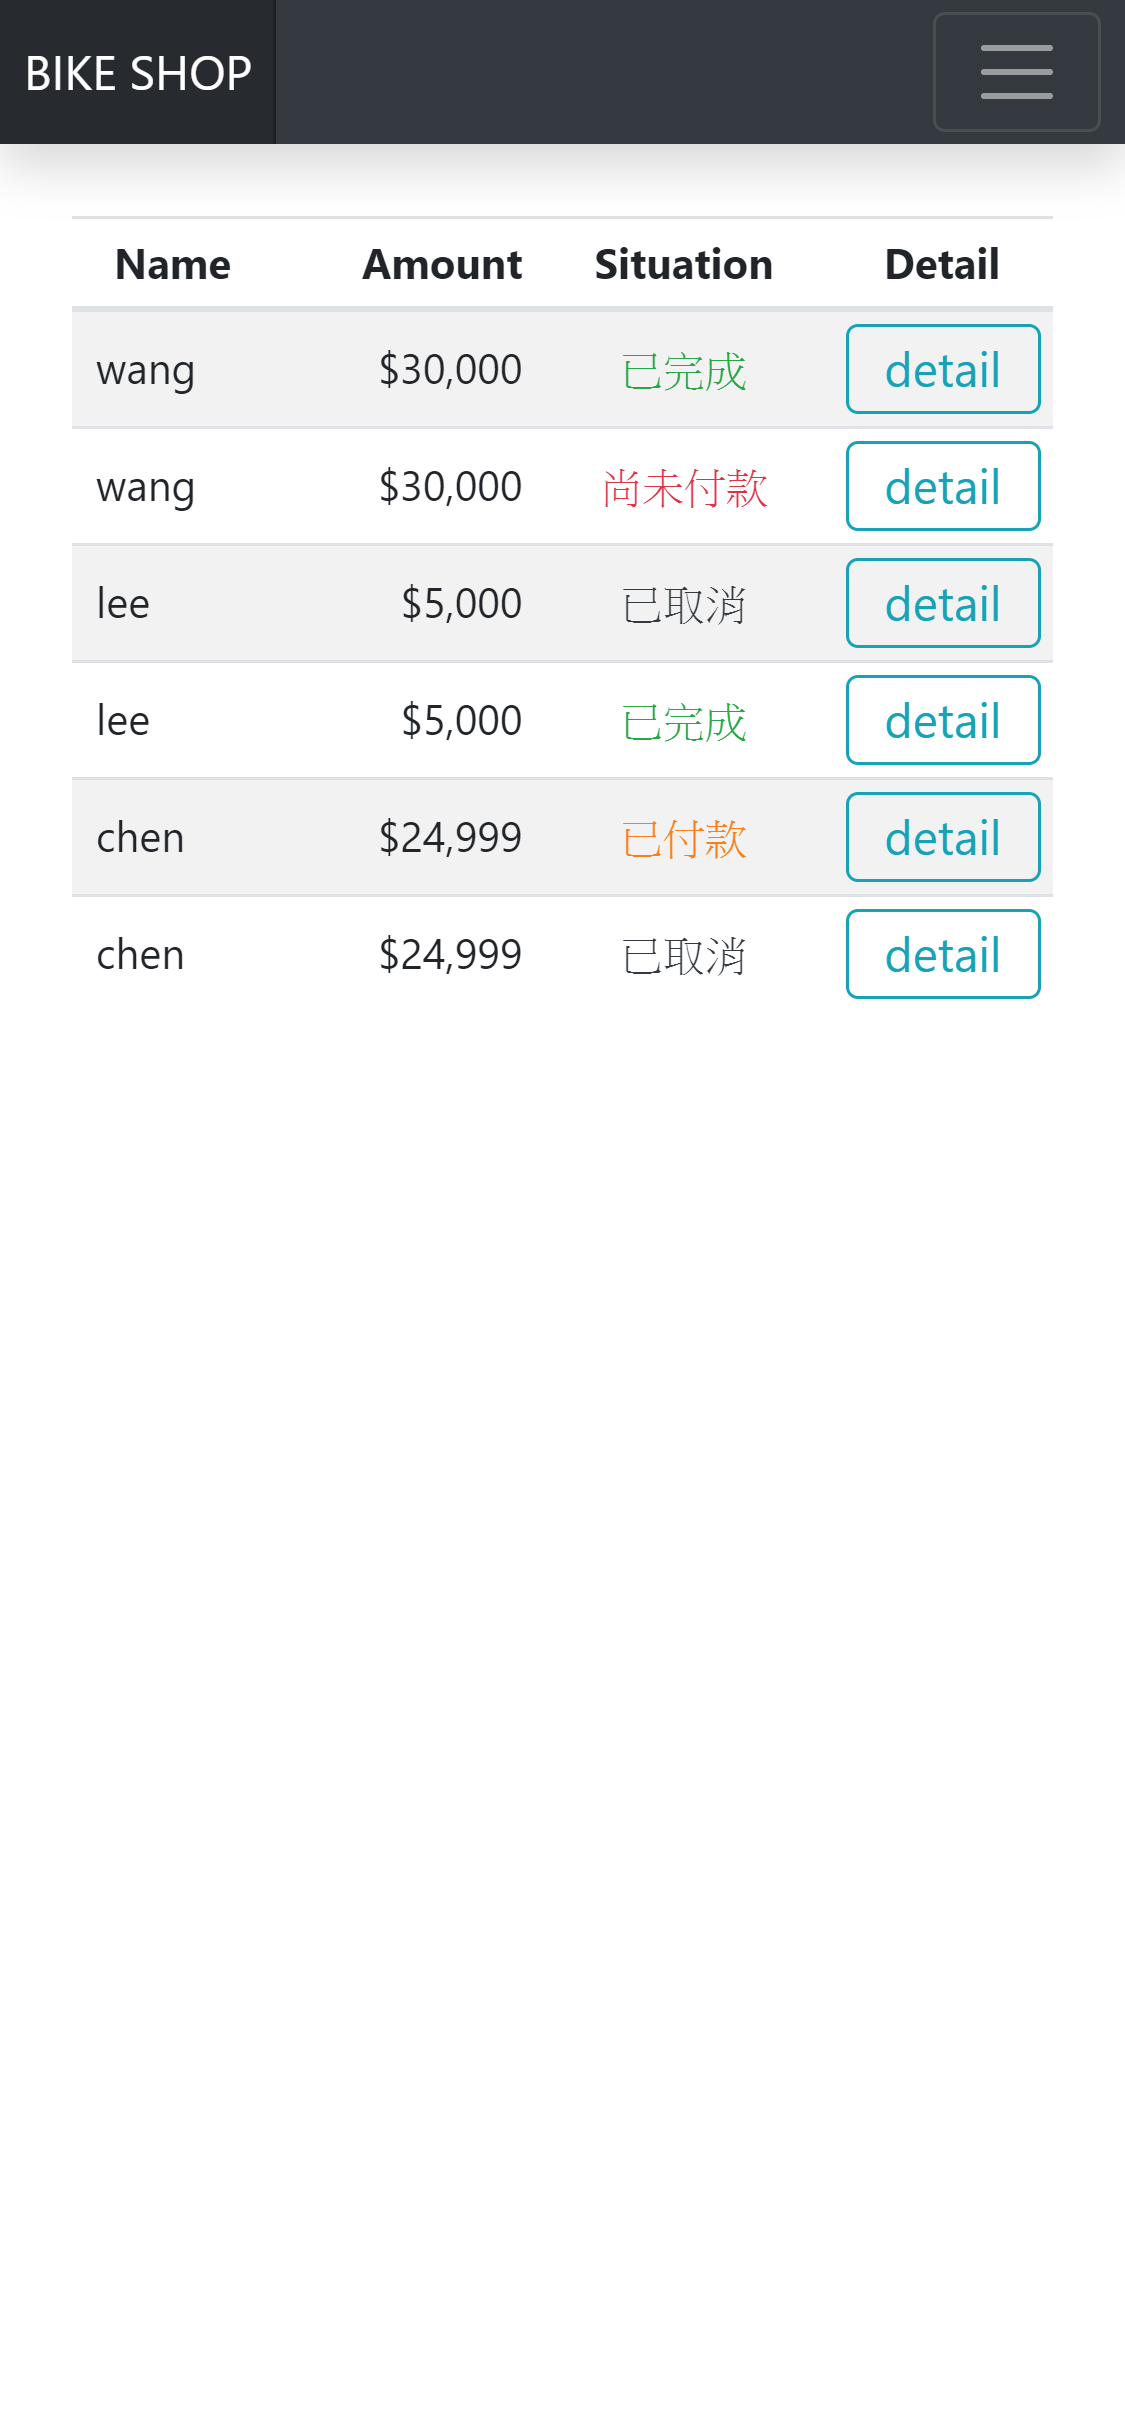 BIKE SHOP
Name Amount Situation Detail
wang $30,000 已完成 detail
wang $30,000 尚未付款 detail
lee $5,000 已取消 detail
lee $5,000 已完成 detail
chen $24,999 已付款 detail
chen $24,999 已取消 detail